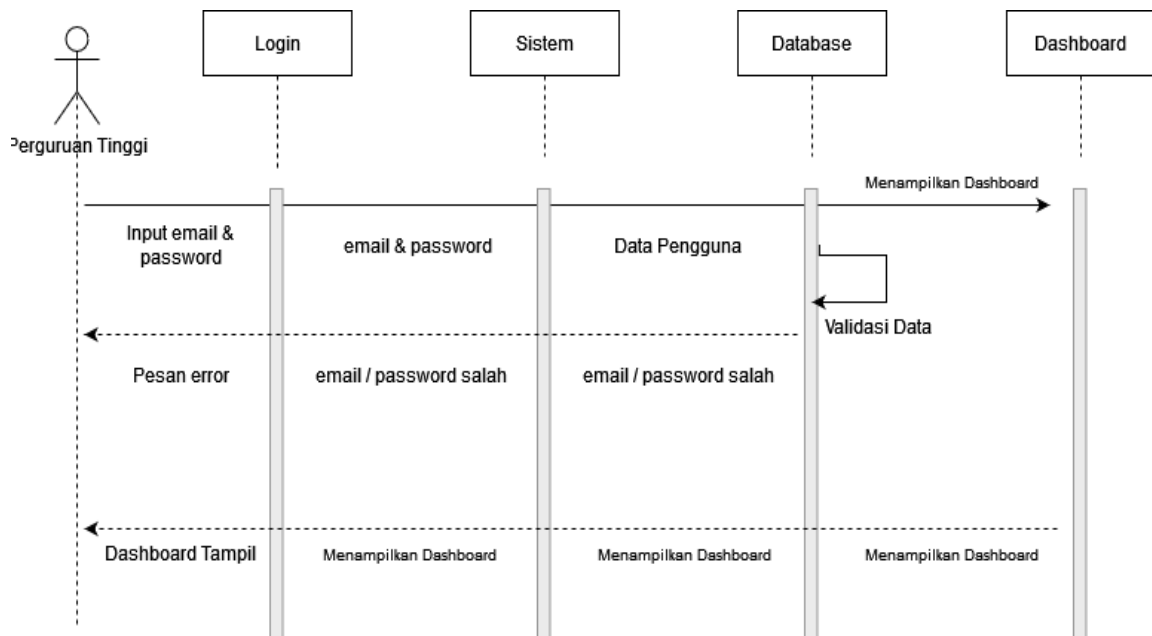 Login
Sistem
Database
Dashboard
Perguruan Tinggi
Menampilkan Dashboard
Input email &
password
email & password
Data Pengguna
Validasi Data
Pesan error
email / password salah
email / password salah
Dashboard Tampil
Menampilkan Dashboard
Menampilkan Dashboard
Menampilkan Dashboard